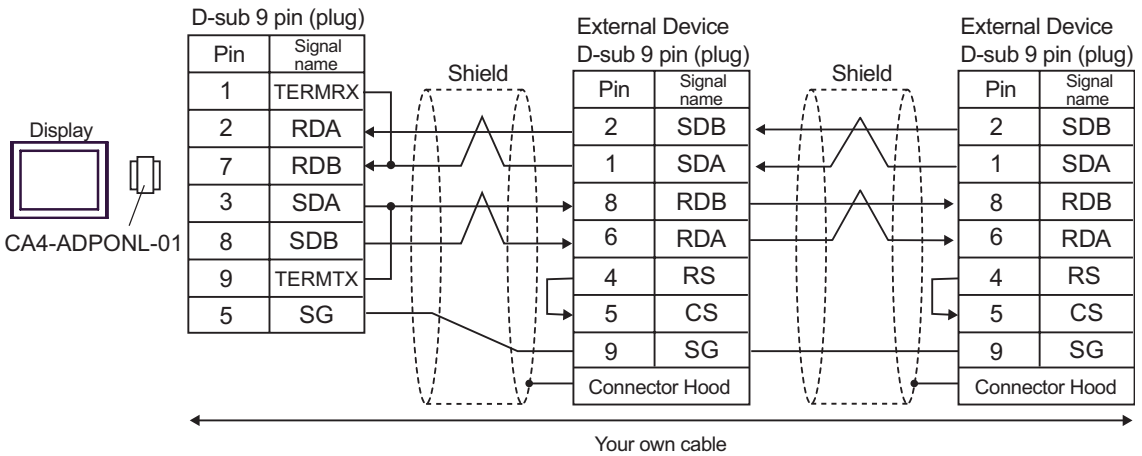 D-sub 9 pin (plug)
Pin Signal name
1 TERMRX
2 RDA
7 RDB
3 SDA
8 SDB
9 TERMTX
5 SG
Display
CA4-ADPONL-01
Shield
External Device
D-sub 9 pin (plug)
Pin Signal name
2 SDB
1 SDA
8 RDB
6 RDA
4 RS
5 CS
9 SG
Connector Hood
Shield
External Device
D-sub 9 pin (plug)
Pin Signal name
2 SDB
1 SDA
8 RDB
6 RDA
4 RS
5 CS
9 SG
Connector Hood
Your own cable